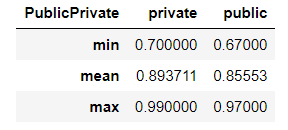 PublicPrivate private public
min 0.700000 0.67000
mean 0.893711 0.85553
max 0.990000 0.97000